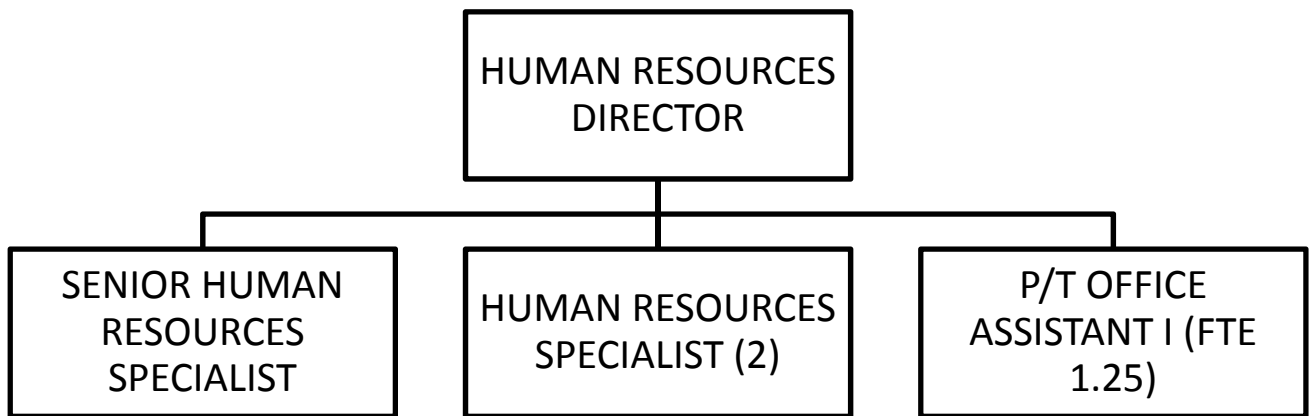 HUMAN RESOURCES
DIRECTOR
SENIOR HUMAN
RESOURCES
SPECIALIST
HUMAN RESOURCES
SPECIALIST (2)
P/T OFFICE
ASSISTANT I (FTE
1.25)